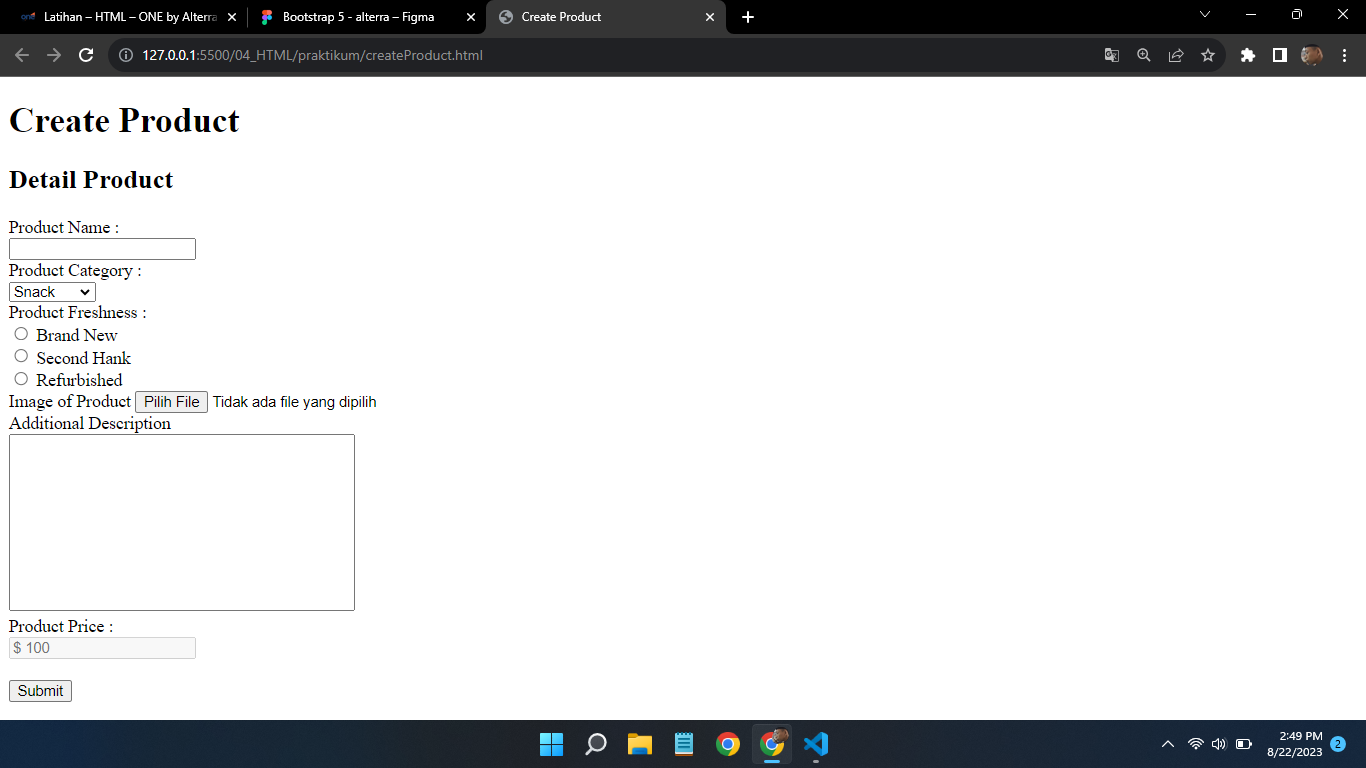 Latihan – HTML – ONE by Alterra
Bootstrap 5 - alterra – Figma
Create Product
127.0.0.1:5500/04_HTML/praktikum/createProduct.html
Create Product
Detail Product
Product Name :
Product Category :
Snack
Product Freshness :
Brand New
Second Hank
Refurbished
Image of Product Pilih File Tidak ada file yang dipilih
Additional Description
Product Price :
$ 100
Submit
2:49 PM
8/22/2023
2